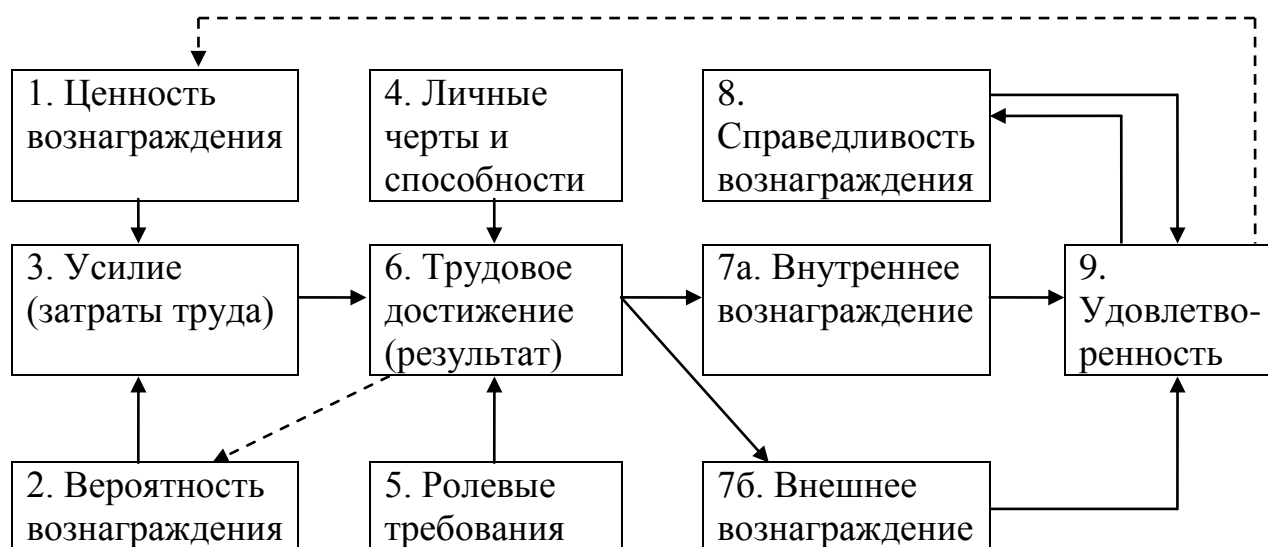 1. Ценность
вознаграждения
4. Личные
черты и
способности
8.
Справедливость
вознаграждения
3. Усилие
(затраты труда)
6. Трудовое
достижение
(результат)
7а. Внутреннее
вознаграждение
9.
Удовлетво-
ренность
2. Вероятность
вознаграждения
5. Ролевые
требования
7б. Внешнее
вознаграждение